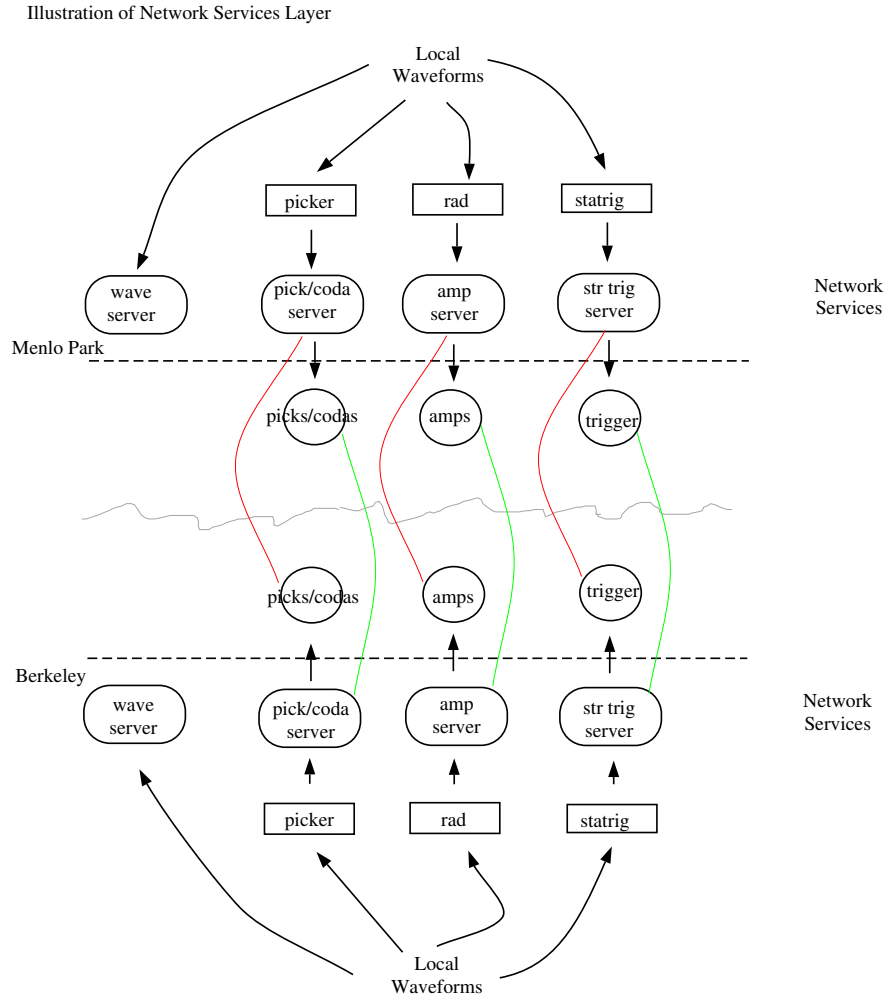 Illustration of Network Services Layer
Local
Waveforms
picker
rad
statrig
wave
server
pick/coda
server
amp
server
str trig
server
Network
Services
Menlo Park
picks/codas
amps
trigger
picks/codas
amps
trigger
Berkeley
wave
server
pick/coda
server
amp
server
str trig
server
Network
Services
picker
rad
statrig
Local
Waveforms